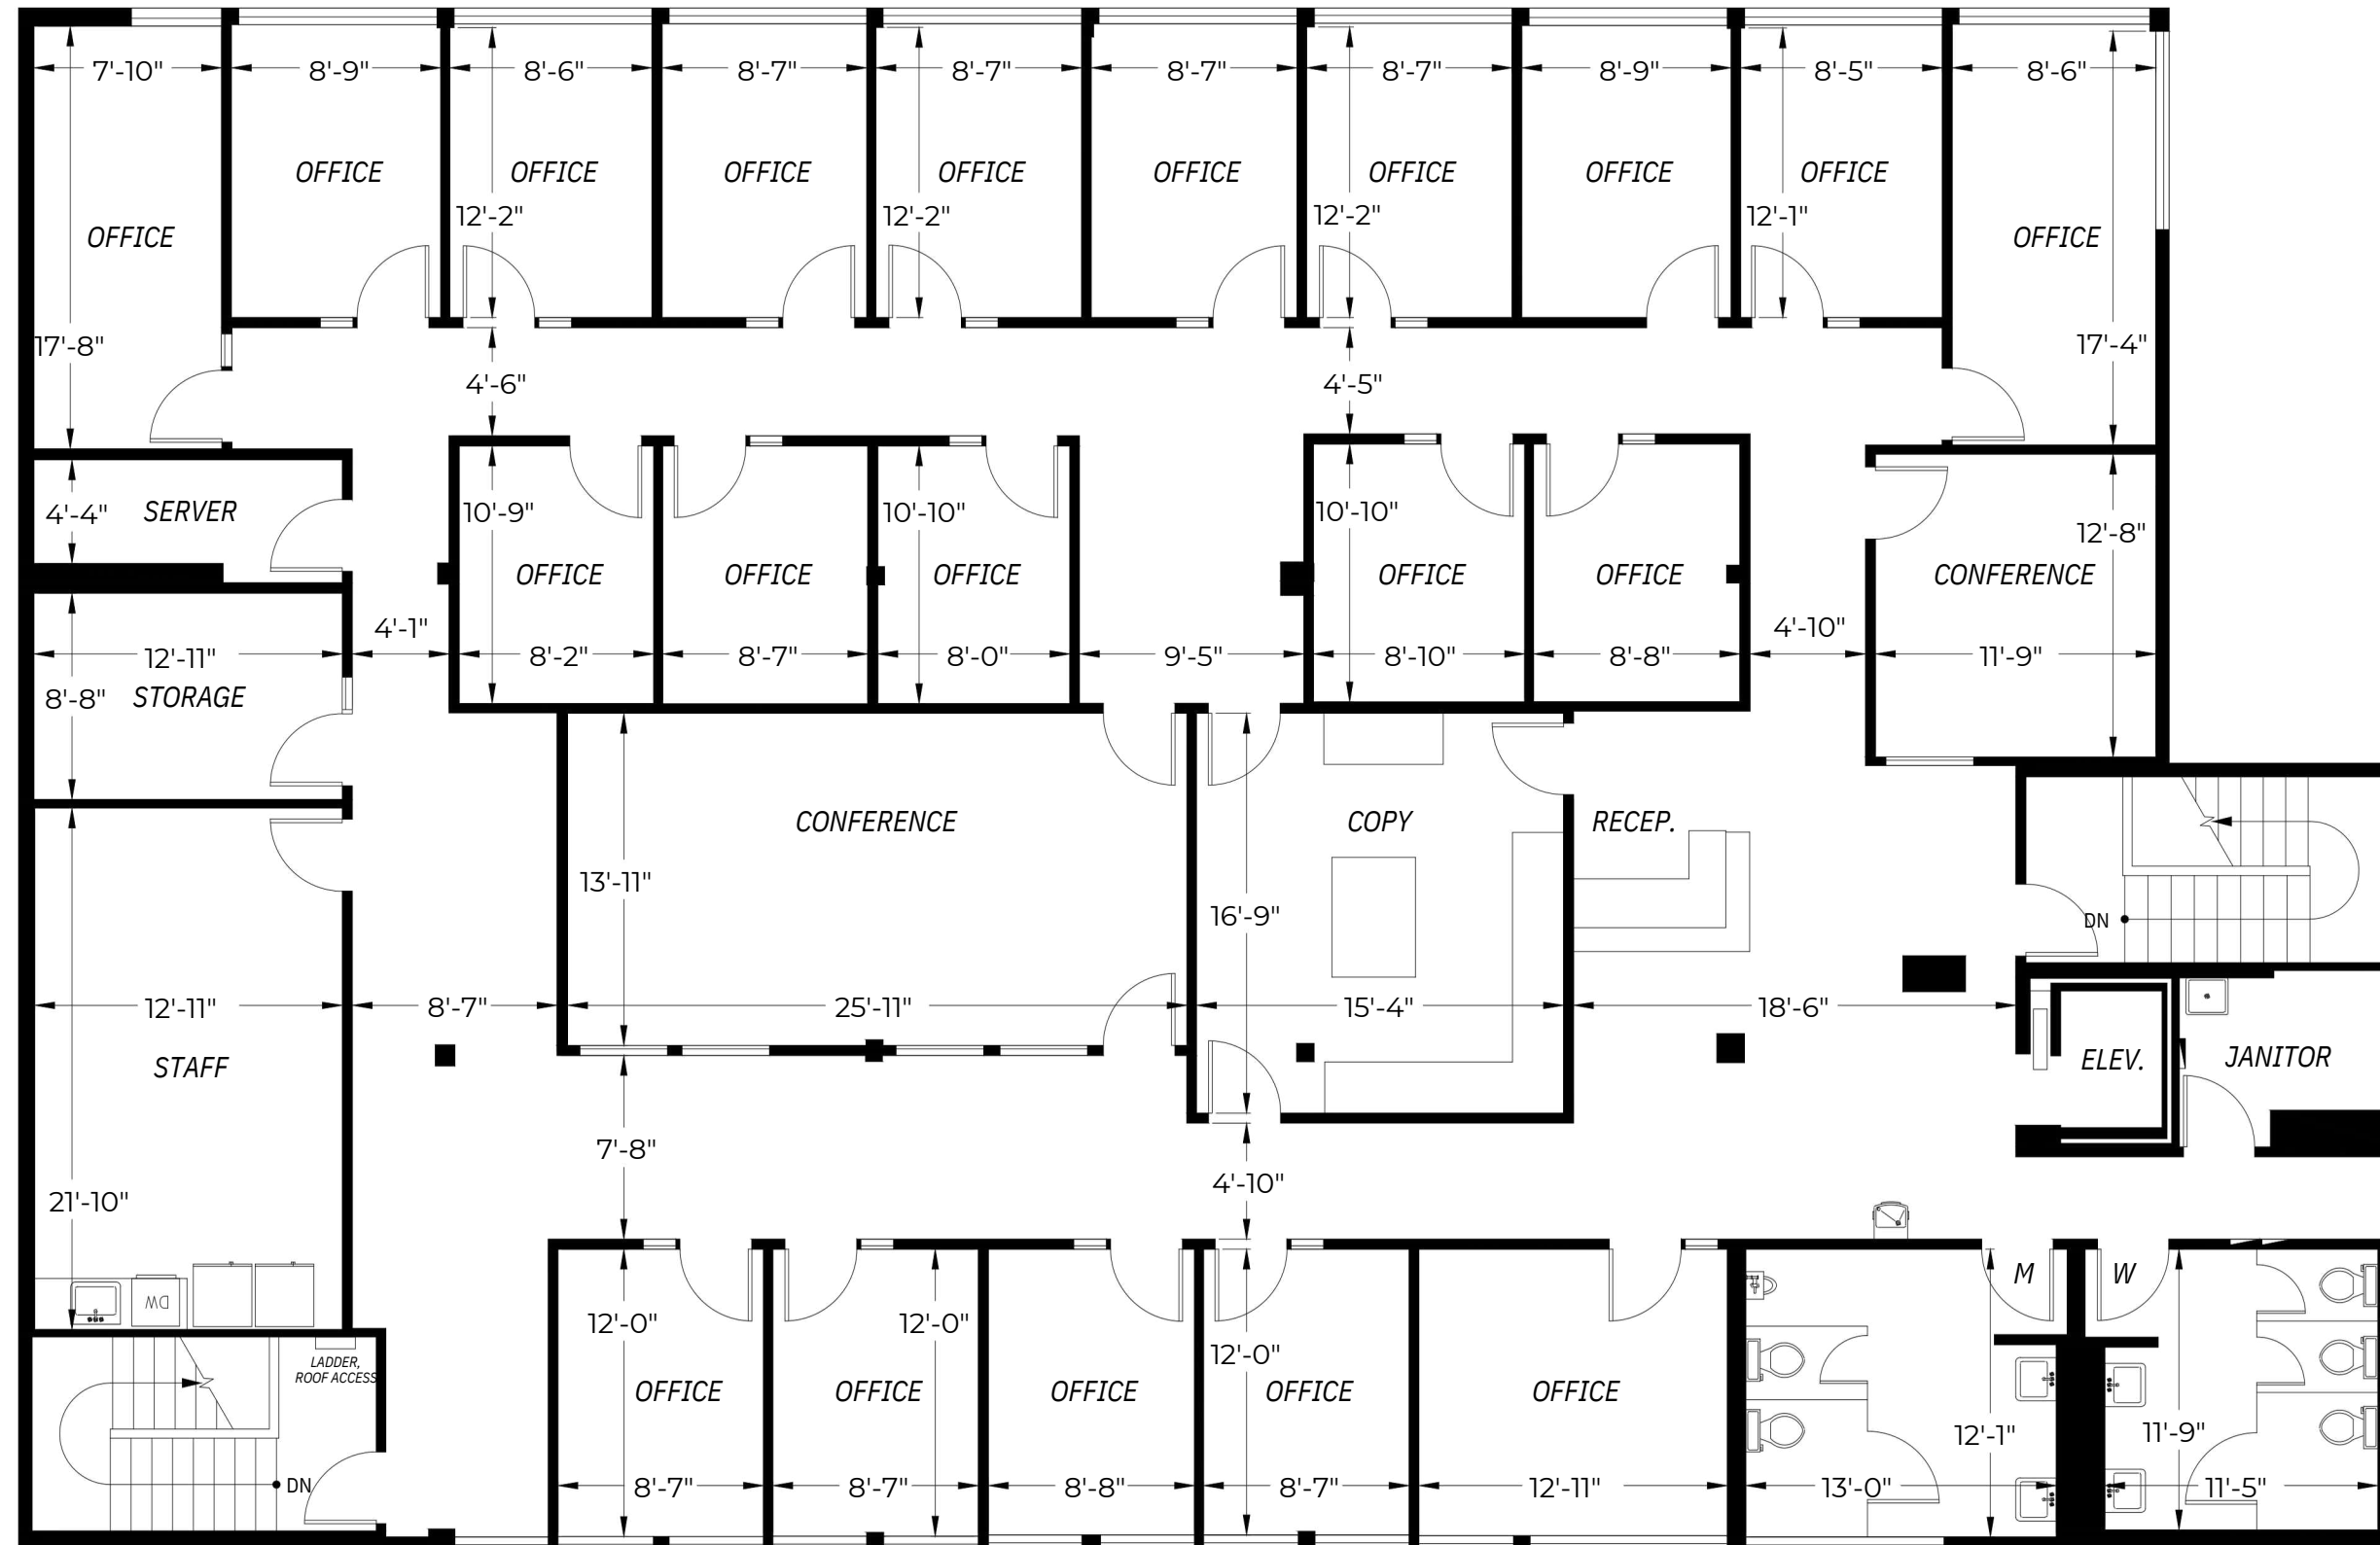 7'-10"
8'-9"
8'-6"
8'-7"
8'-7"
8'-7"
8'-7"
8'-9"
8'-5"
8'-6"
OFFICE
OFFICE
OFFICE
OFFICE
OFFICE
OFFICE
OFFICE
OFFICE
12'-2"
12'-2"
12'-2"
12'-1"
OFFICE
OFFICE
17'-8"
17'-4"
4'-6"
4'-5"
4'-4"
SERVER
10'-9"
10'-10"
10'-10"
12'-8"
OFFICE
OFFICE
OFFICE
OFFICE
OFFICE
CONFERENCE
4'-1"
4'-10"
12'-11"
8'-2"
8'-7"
8'-0"
9'-5"
8'-10"
8'-8"
11'-9"
8'-8"
STORAGE
CONFERENCE
COPY
RECEP.
13'-11"
16'-9"
DN
12'-11"
8'-7"
25'-11"
15'-4"
18'-6"
STAFF
ELEV.
JANITOR
7'-8"
4'-10"
21'-10"
M
W
DW
12'-0"
12'-0"
12'-0"
LADDER,
ROOF ACCESS
OFFICE
OFFICE
OFFICE
OFFICE
OFFICE
12'-1"
11'-9"
DN
8'-7"
8'-7"
8'-8"
8'-7"
12'-11"
13'-0"
11'-5"